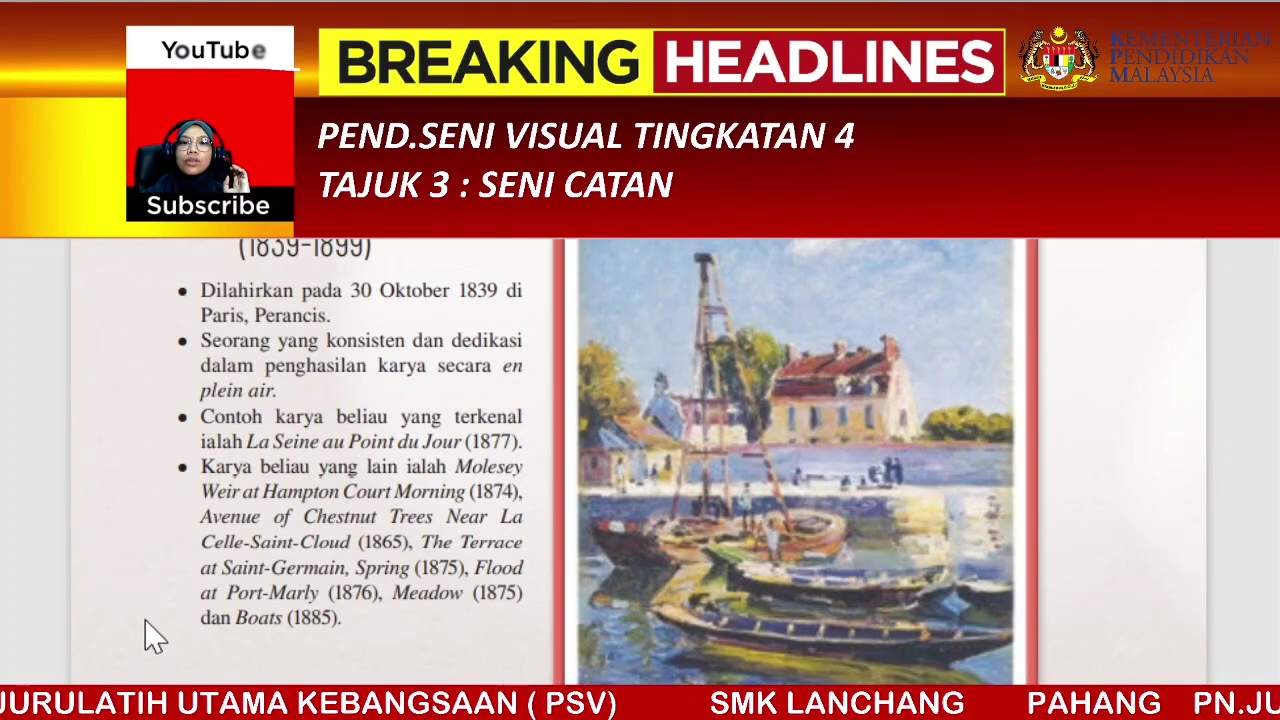 YouTube
BREAKING HEADLINES
KEMENTERIAN
PENDIDIKAN
MALAYSIA
PEND.SENI VISUAL TINGKATAN 4
TAJUK 3 : SENI CATAN
Subscribe
(1839-1899)
• Dilahirkan pada 30 Oktober 1839 di
Paris, Perancis.
• Seorang yang konsisten dan dedikasi
dalam penghasilan karya secara en
plein air.
• Contoh karya beliau yang terkenal
ialah La Seine au Point du Jour (1877).
• Karya beliau yang lain ialah Molesey
Weir at Hampton Court Morning (1874),
Avenue of Chestnut Trees Near La
Celle-Saint-Cloud (1865), The Terrace
at Saint-Germain, Spring (1875), Flood
at Port-Marly (1876), Meadow (1875)
dan Boats (1885).
JURULATIH UTAMA KEBANGSAAN ( PSV) SMK LANCHANG PAHANG PN.JU